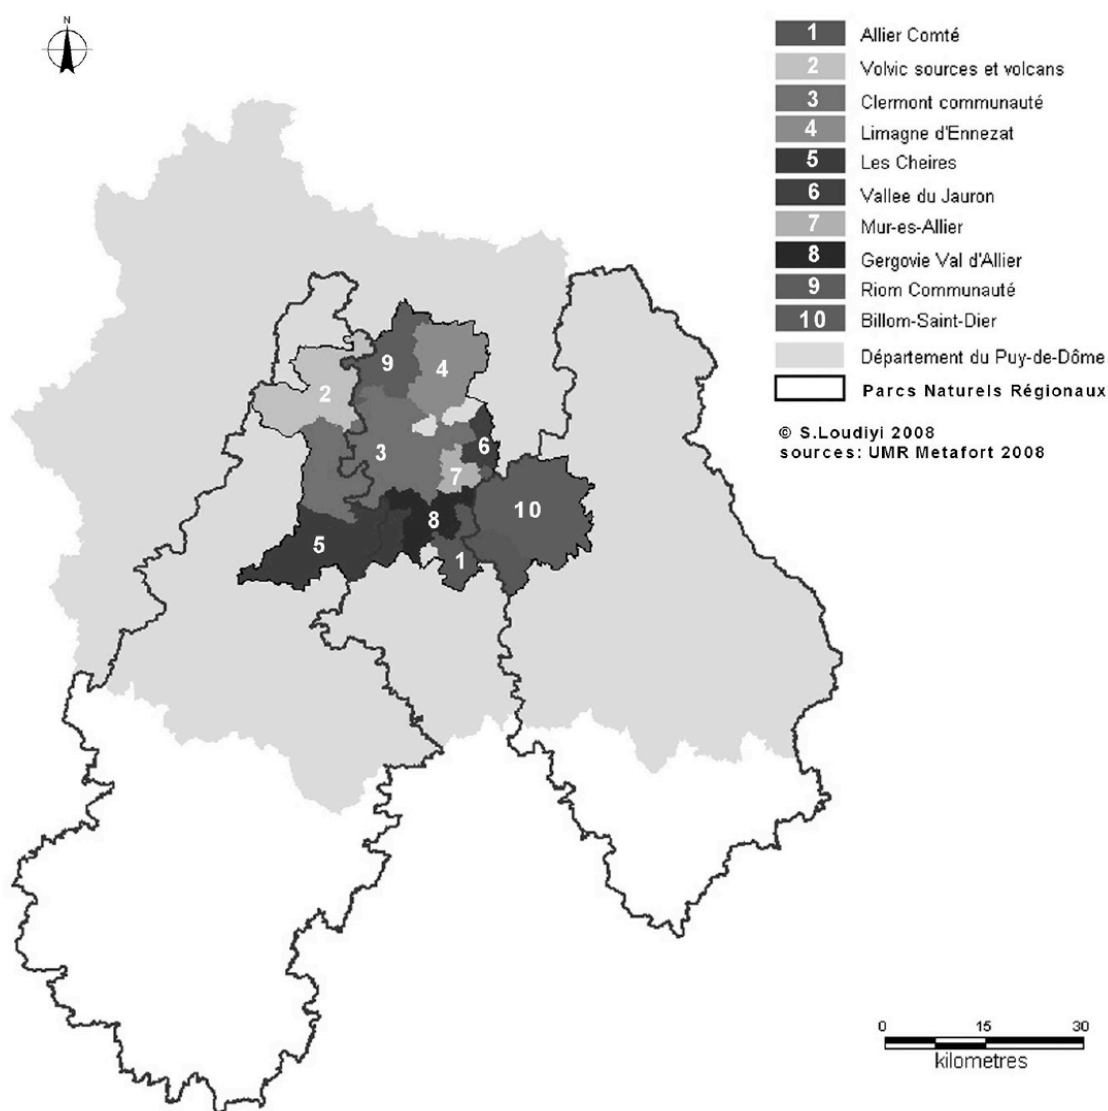 N
1 Allier Comté
2 Volvic sources et volcans
3 Clermont communauté
4 Limagne d'Ennezat
5 Les Cheires
6 Vallee du Jauron
7 Mur-es-Allier
8 Gergovie Val d'Allier
9 Riom Communauté
10 Billom-Saint-Dier
Département du Puy-de-Dôme
Parcs Naturels Régionaux
© S.Loudiyi 2008
sources: UMR Metafort 2008
9
4
2
3
6
7
10
8
5
1
0 15 30
kilometres